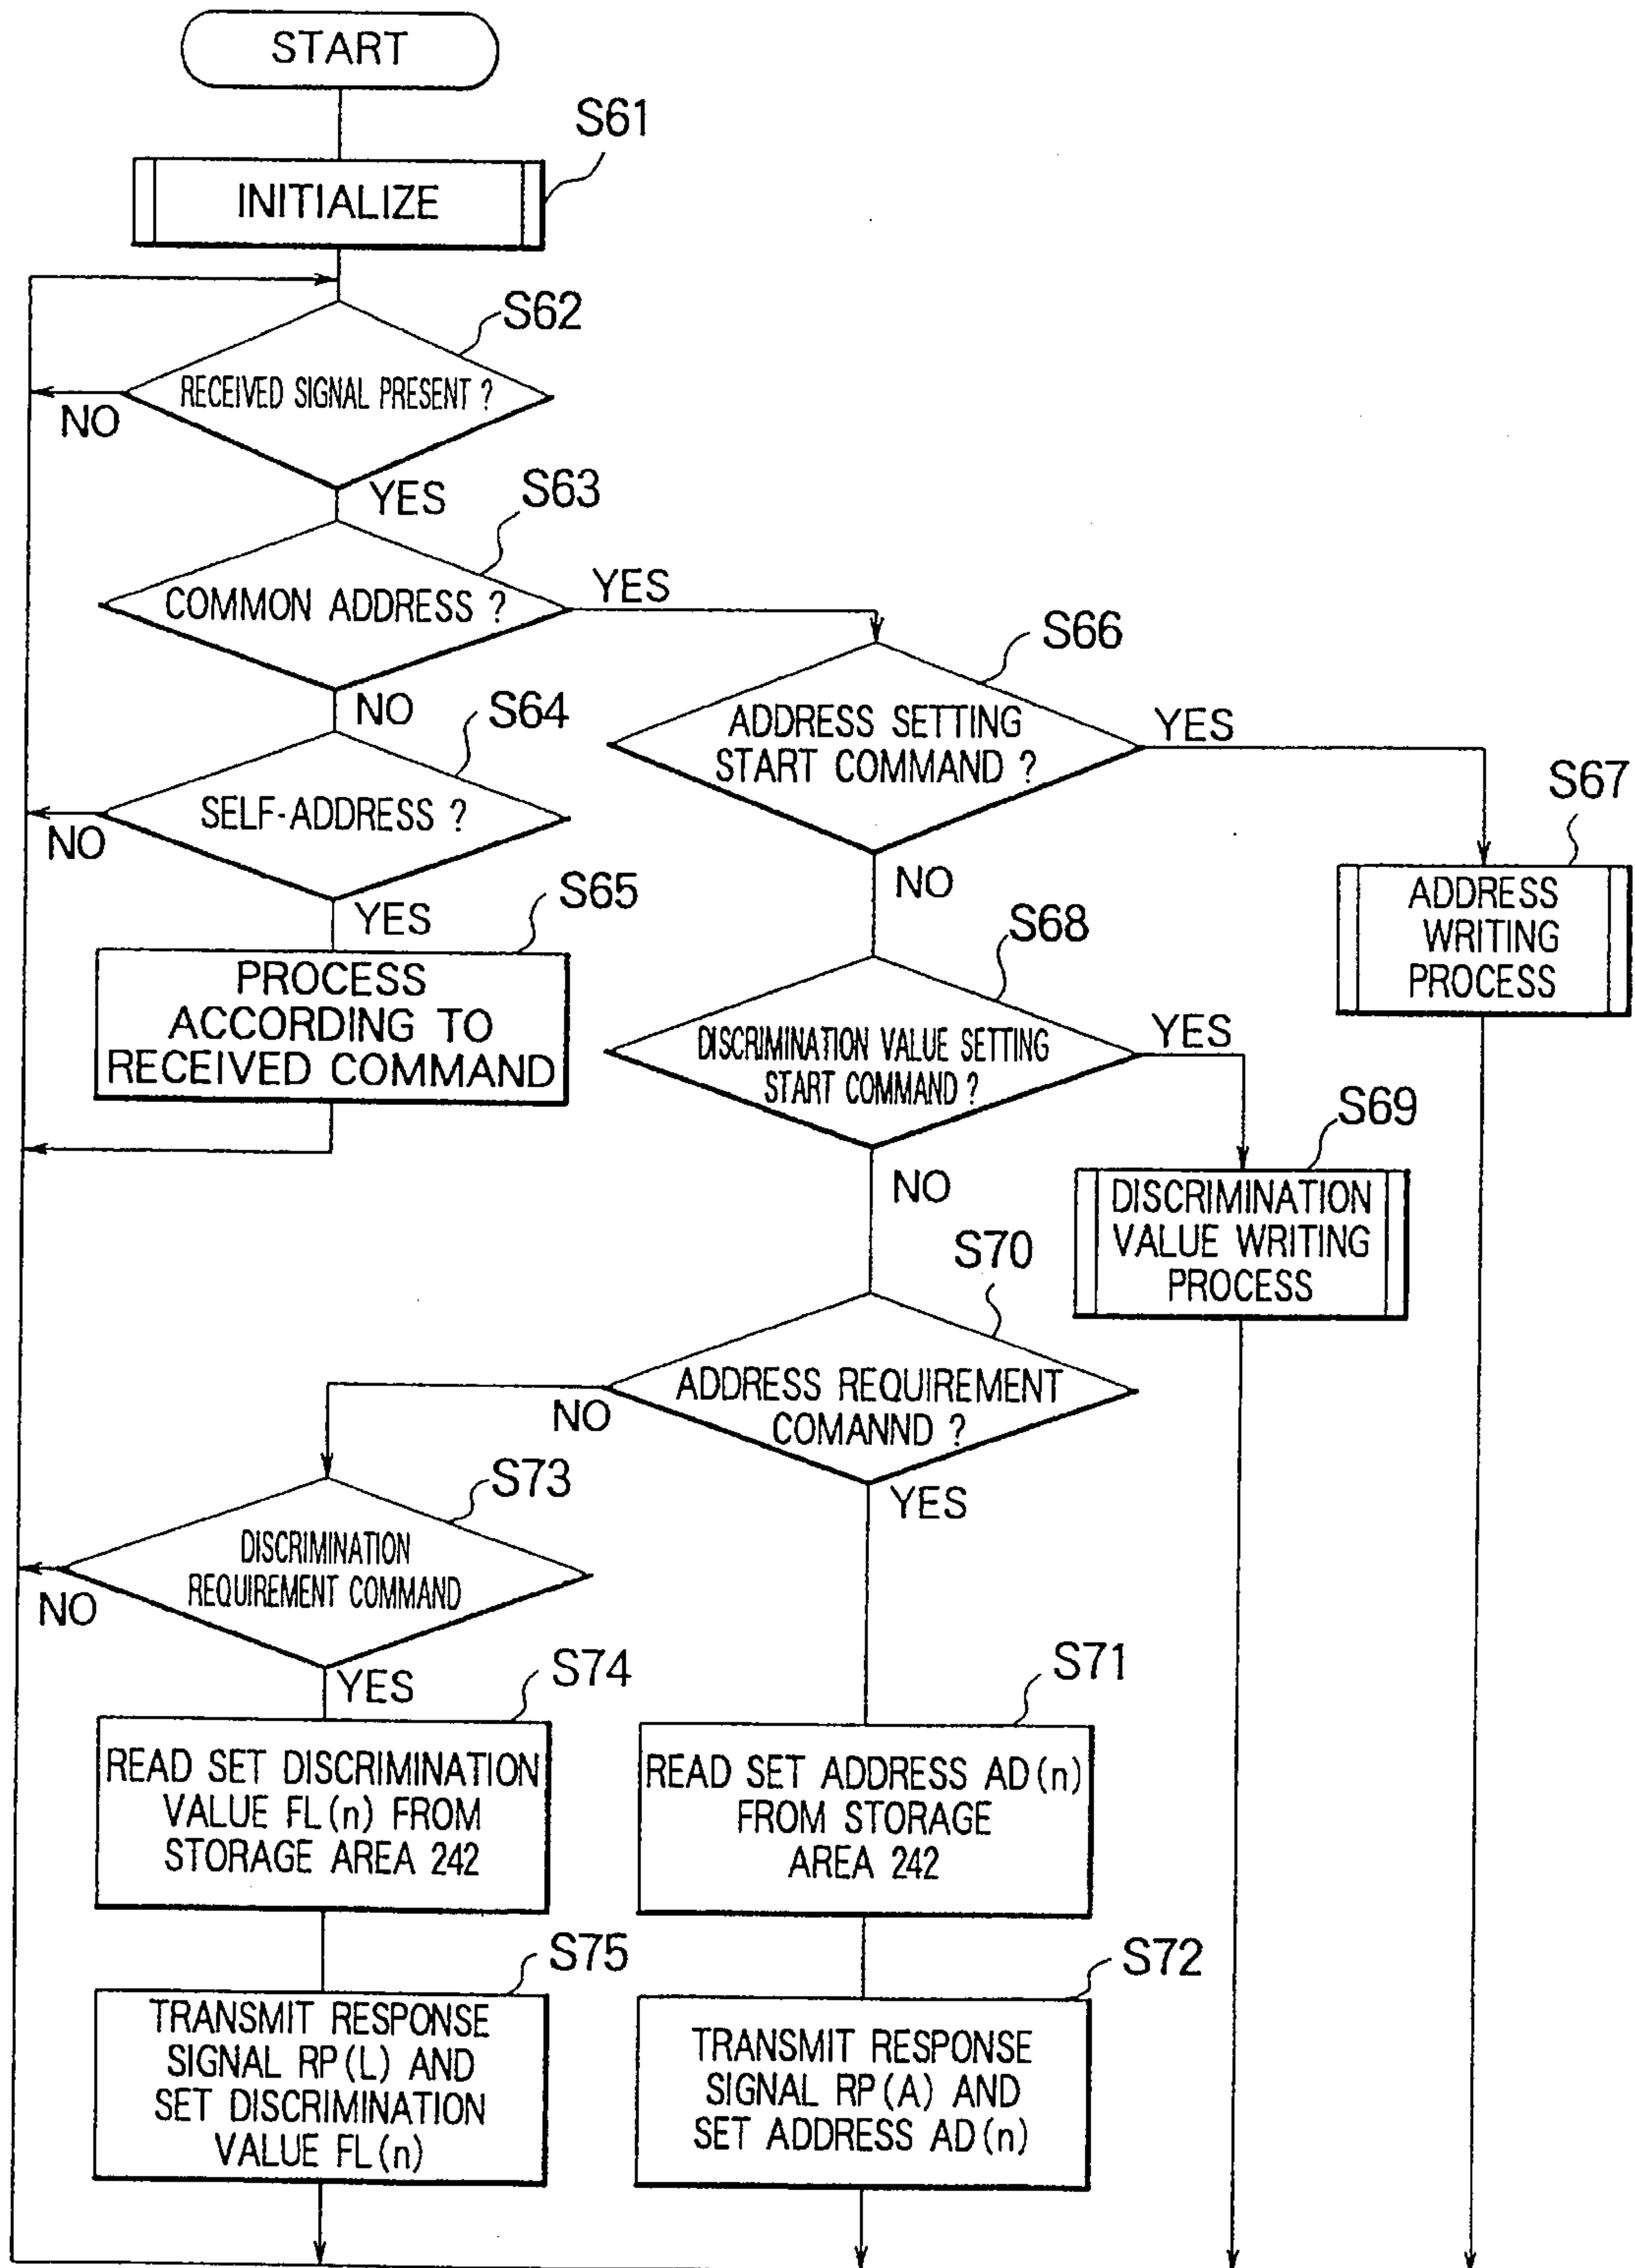 START
S61
INITIALIZE
S62
RECEIVED SIGNAL PRESENT ?
NO
YES
S63
COMMON ADDRESS ?
YES
NO
S64
SELF-ADDRESS ?
NO
YES
S65
PROCESS
ACCORDING TO
RECEIVED COMMAND
S66
ADDRESS SETTING
START COMMAND ?
YES
NO
S67
ADDRESS
WRITING
PROCESS
S68
DISCRIMINATION VALUE SETTING
START COMMAND ?
YES
NO
S69
DISCRIMINATION
VALUE WRITING
PROCESS
S70
ADDRESS REQUIREMENT
COMANND ?
NO
YES
S73
DISCRIMINATION
REQUIREMENT COMMAND
NO
YES
S74
READ SET DISCRIMINATION
VALUE FL(n) FROM
STORAGE AREA 242
S71
READ SET ADDRESS AD(n)
FROM STORAGE
AREA 242
S75
TRANSMIT RESPONSE
SIGNAL RP(L) AND
SET DISCRIMINATION
VALUE FL(n)
S72
TRANSMIT RESPONSE
SIGNAL RP(A) AND
SET ADDRESS AD(n)